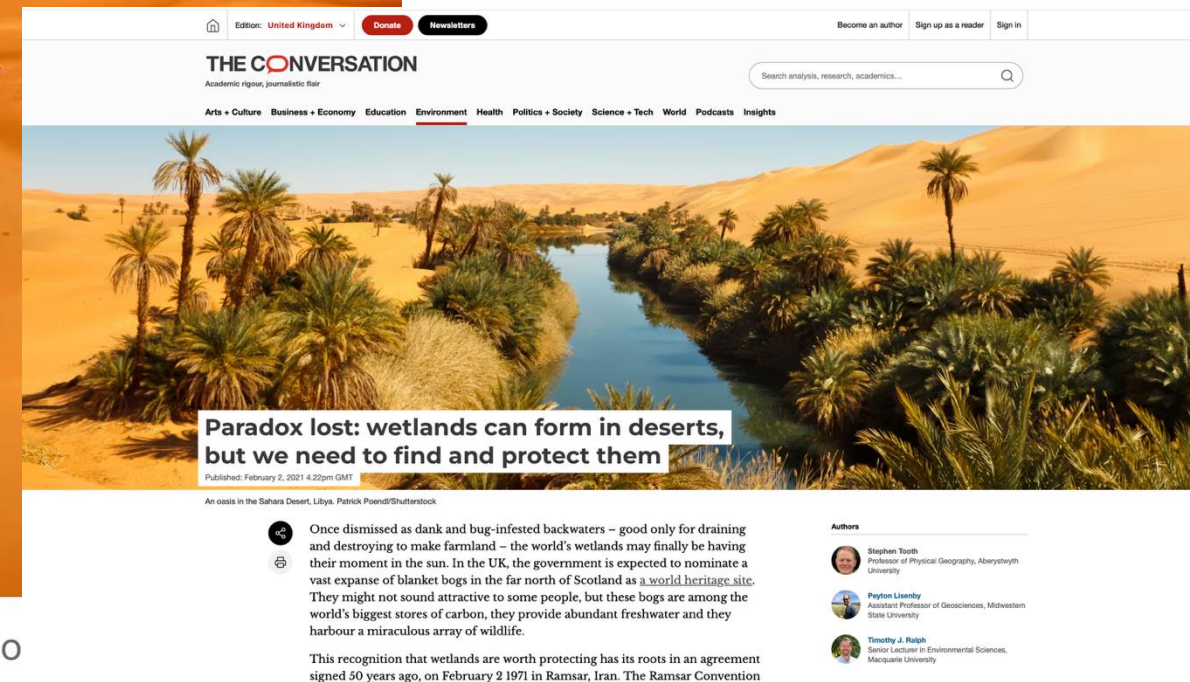 Edition: United Kingdom
Donate
Newsletters
Become an author
Sign up as a reader
Sign in
THE CONVERSATION
Academic rigour, journalistic flair
Search analysis, research, academics...
Arts + Culture Business + Economy Education Environment Health Politics + Society Science + Tech World Podcasts Insights
Paradox lost: wetlands can form in deserts,
but we need to find and protect them
Published: February 2, 2021 4.22pm GMT
An oasis in the Sahara Desert, Libya. Patrick Poendl/Shutterstock
Once dismissed as dank and bug-infested backwaters – good only for draining
and destroying to make farmland – the world's wetlands may finally be having
their moment in the sun. In the UK, the government is expected to nominate a
vast expanse of blanket bogs in the far north of Scotland as a world heritage site.
They might not sound attractive to some people, but these bogs are among the
world's biggest stores of carbon, they provide abundant freshwater and they
harbour a miraculous array of wildlife.
This recognition that wetlands are worth protecting has its roots in an agreement
signed 50 years ago, on February 2 1971 in Ramsar, Iran. The Ramsar Convention
Authors
Stephen Tooth
Professor of Physical Geography, Aberystwyth
University
Peyton Lisenby
Assistant Professor of Geosciences, Midwestern
State University
Timothy J. Ralph
Senior Lecturer in Environmental Sciences,
Macquarie University